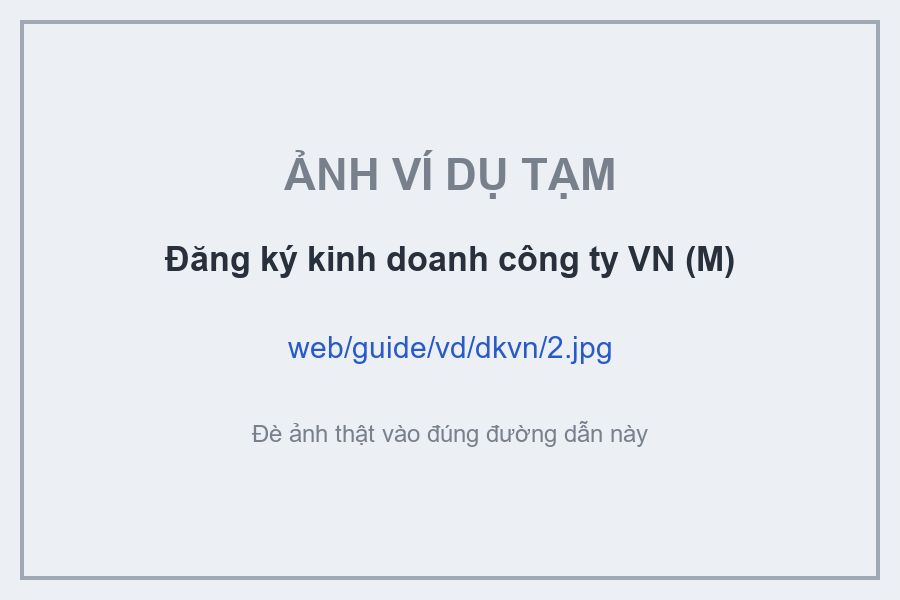 ẢNH VÍ DỤ TẠM
Đăng ký kinh doanh công ty VN (M)
web/guide/vd/dkvn/2.jpg
Đè ảnh thật vào đúng đường dẫn này